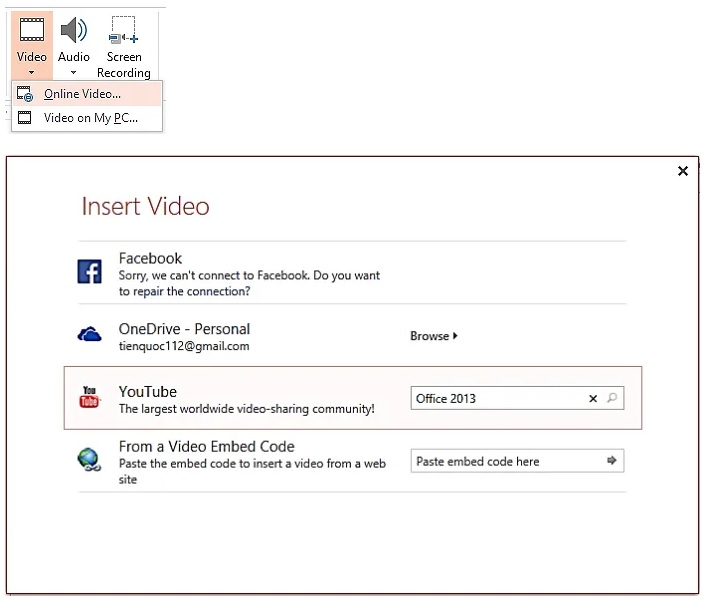 Video
Audio
Screen
Recording
Online Video...
Video on My PC...
Insert Video
Facebook
Sorry, we can't connect to Facebook. Do you want
to repair the connection?
OneDrive - Personal
tienquoc112@gmail.com
Browse
You
Tube
YouTube
The largest worldwide video-sharing community!
Office 2013
From a Video Embed Code
Paste the embed code to insert a video from a web
site
Paste embed code here